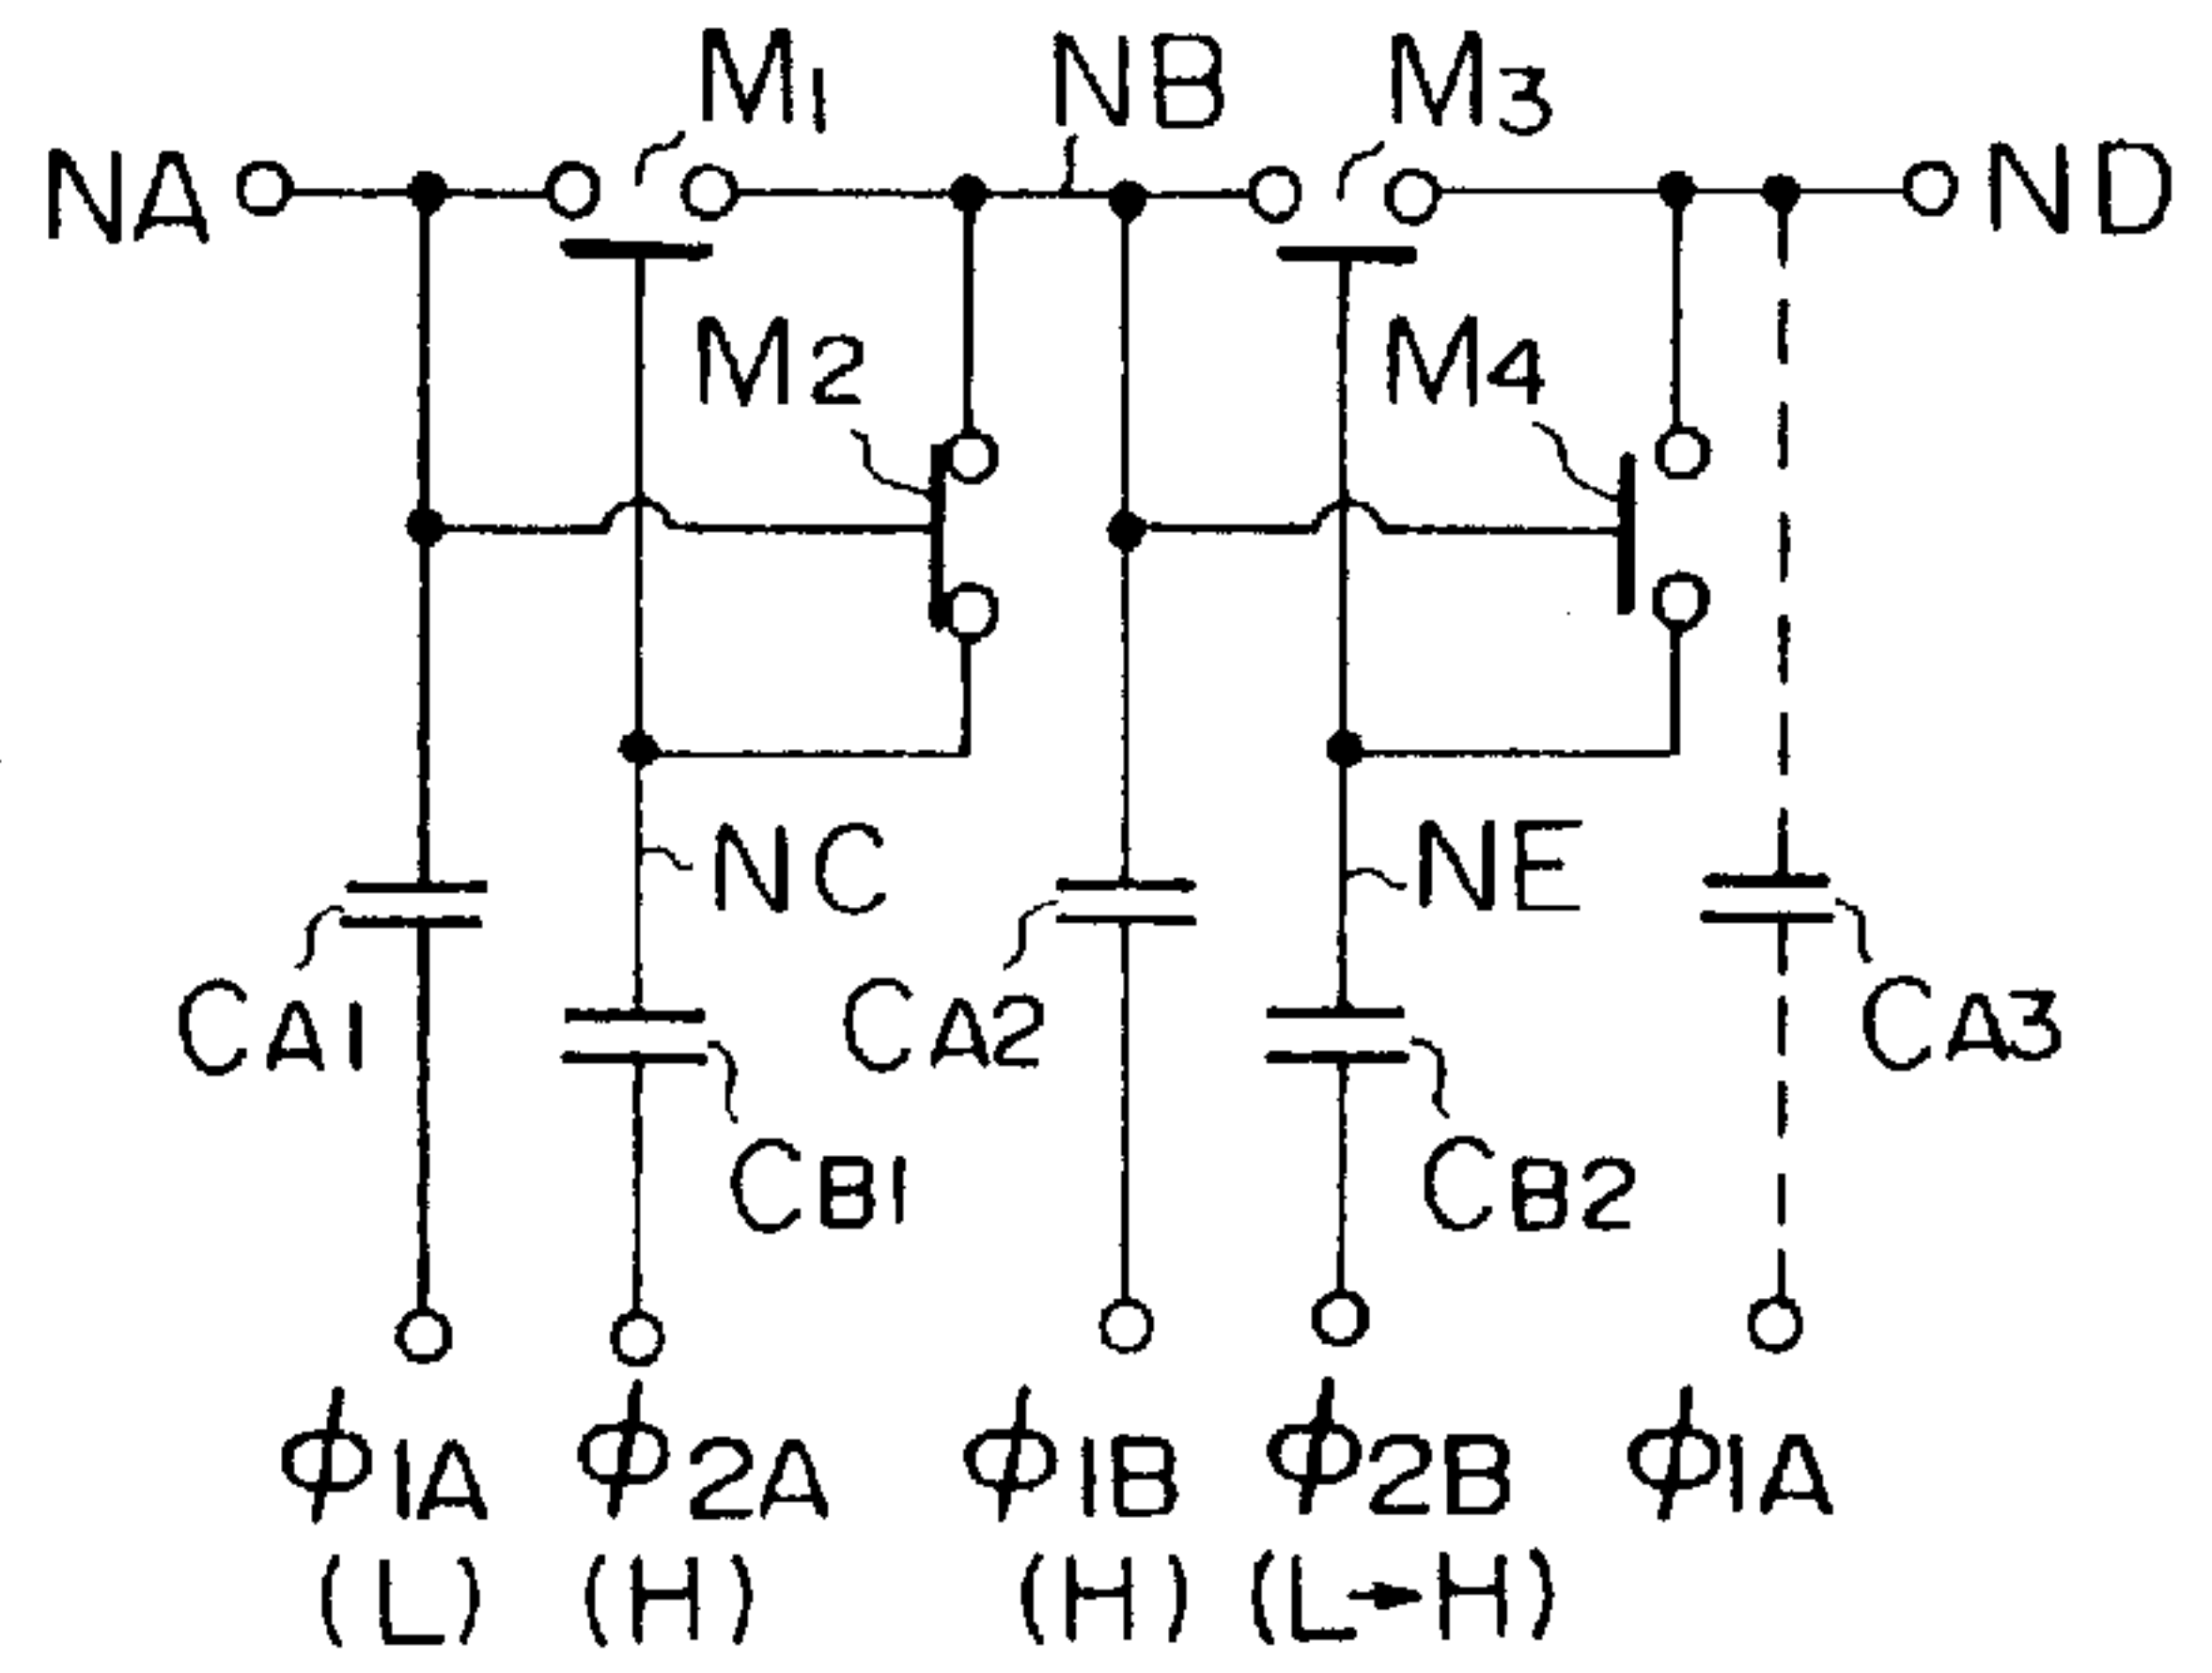 M1 NB M3
NA ND
M2 M4
NC NE
CA1 CA2 CA3
CB1 CB2
ϕ1A ϕ2A ϕ1B ϕ2B ϕ1A
(L) (H) (H) (L→H)